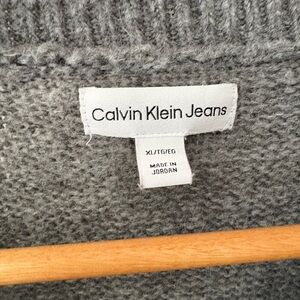 Calvin Klein Jeans
XL/TG/EG
MADE IN
JORDAN